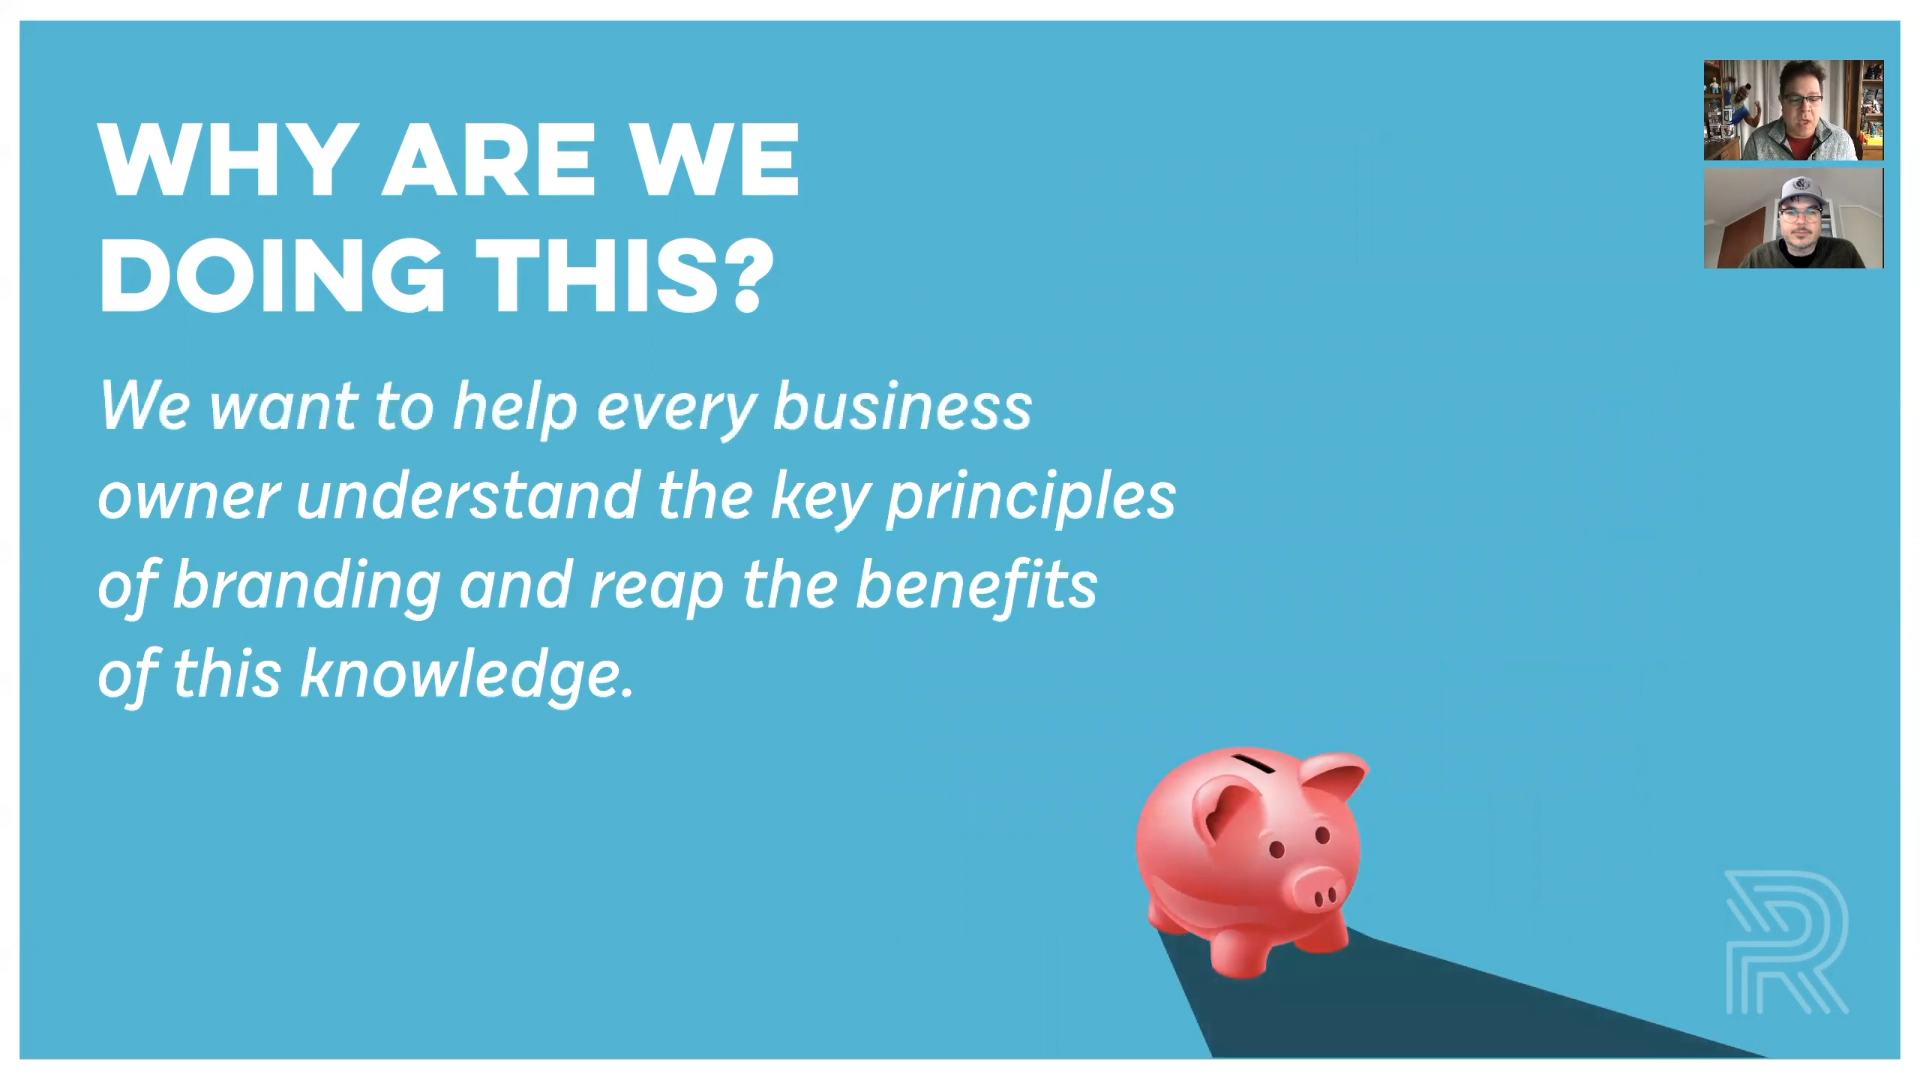 WHY ARE WE
DOING THIS?
We want to help every business
owner understand the key principles
of branding and reap the benefits
of this knowledge.
R